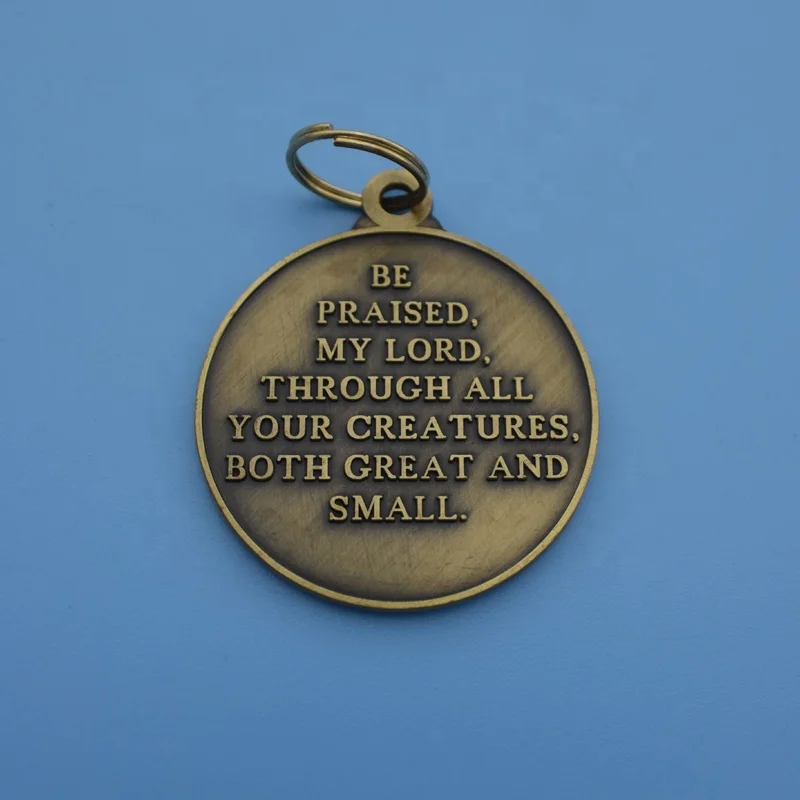 BE
PRAISED,
MY LORD,
THROUGH ALL
YOUR CREATURES,
BOTH GREAT AND
SMALL.